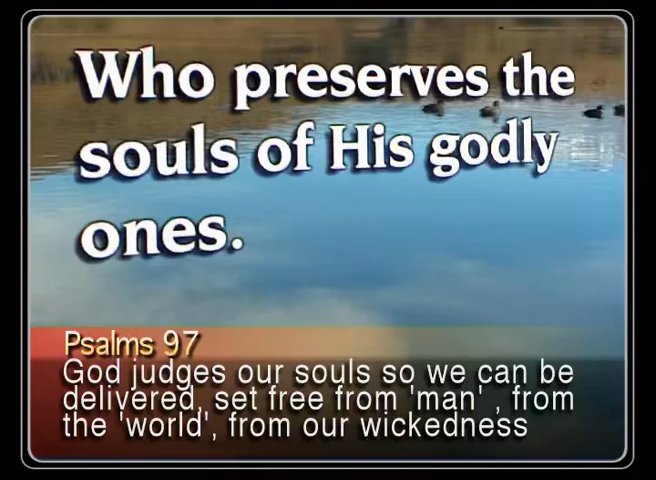 Who preserves the
souls of His godly
ones.
Psalms 97
God judges our souls so we can be
delivered, set free from 'man' , from
the 'world', from our wickedness